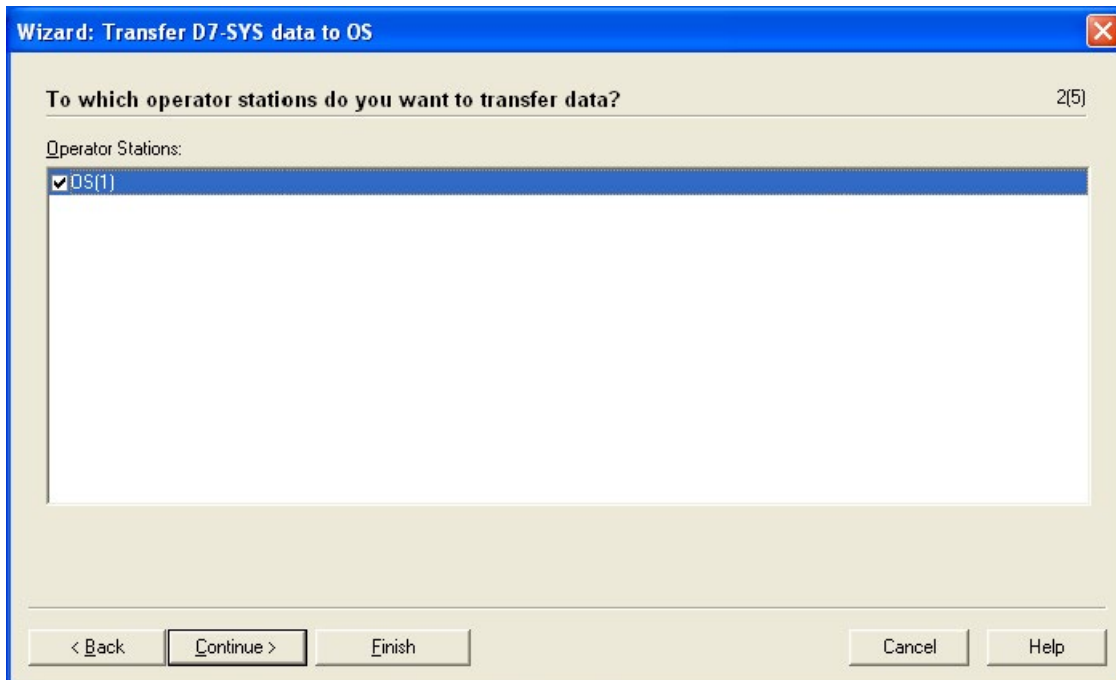 Wizard: Transfer D7-SYS data to OS
To which operator stations do you want to transfer data? 2(5)
Operator Stations:
OS(1)
< Back Continue > Finish Cancel Help